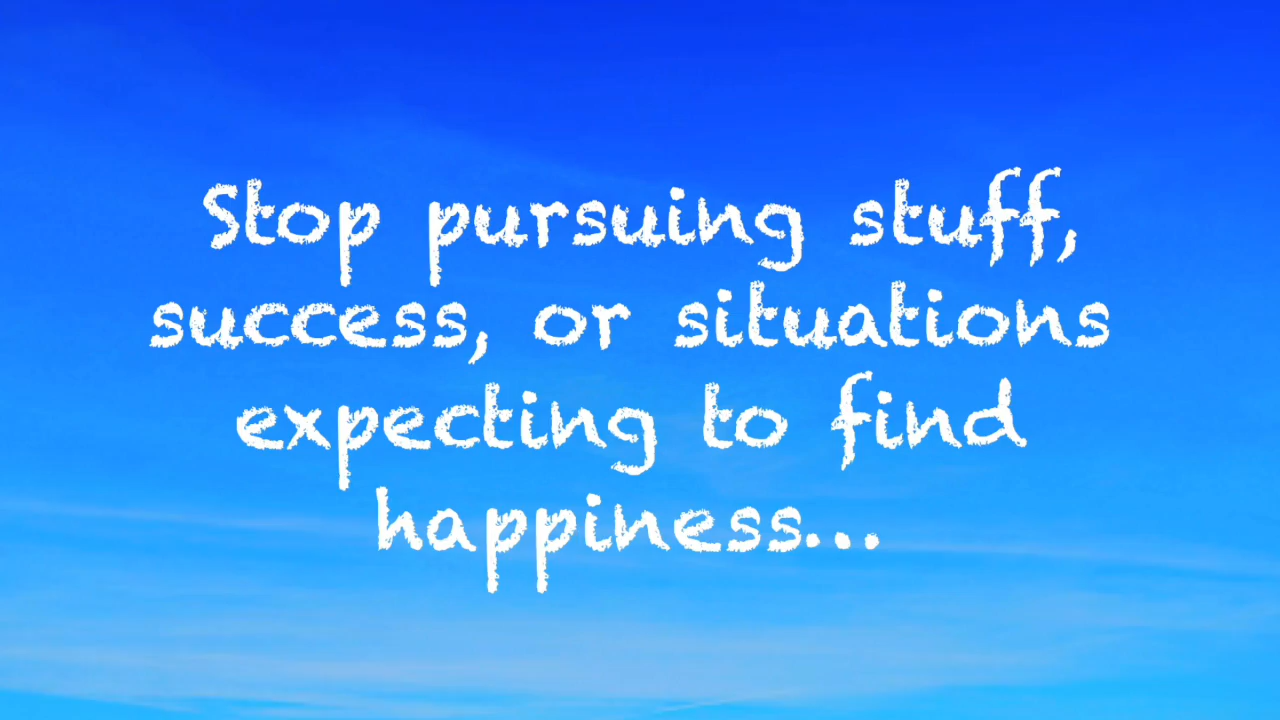 Stop pursuing stuff,
success, or situations
expecting to find
happiness...